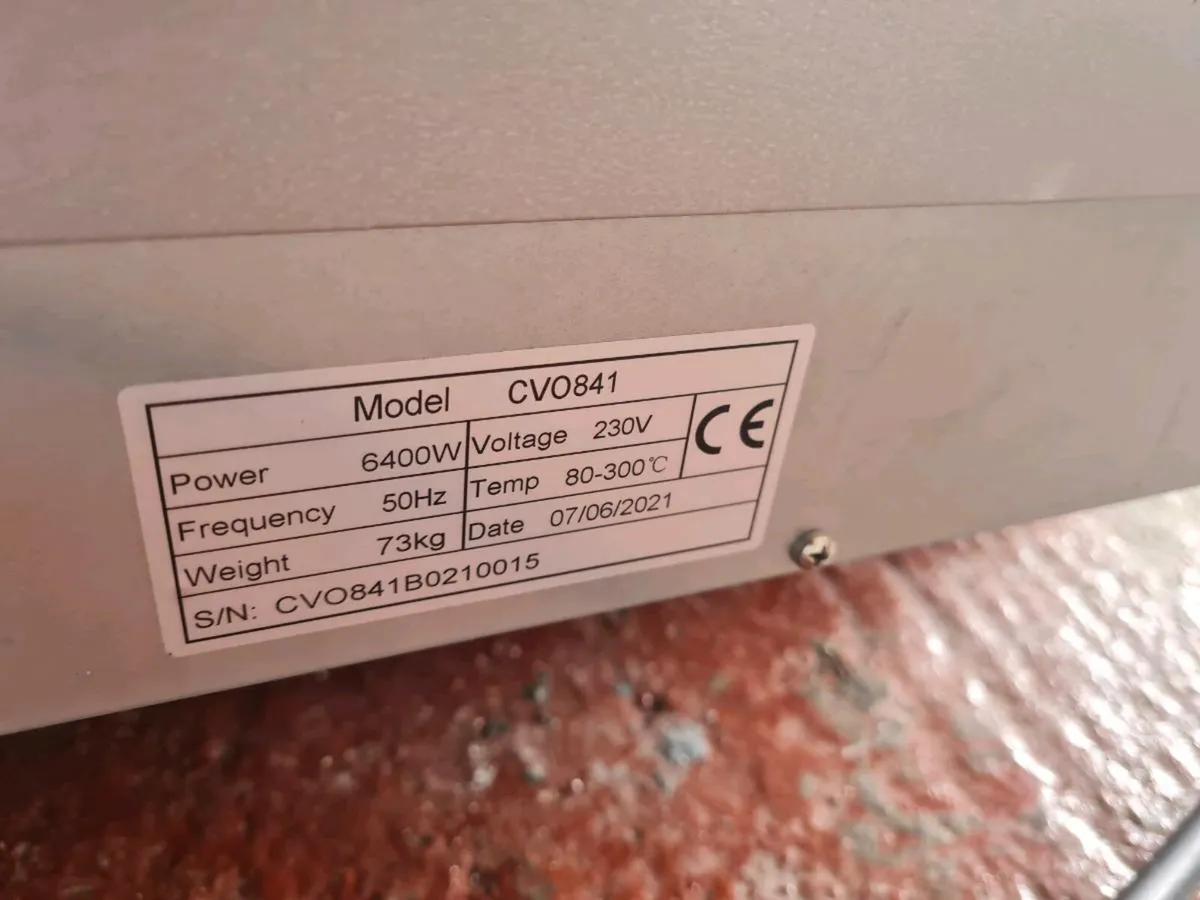 Model CVO841
Power 6400W Voltage 230V CE
Frequency 50Hz Temp 80-300℃
Weight 73kg Date 07/06/2021
S/N: CVO841B0210015